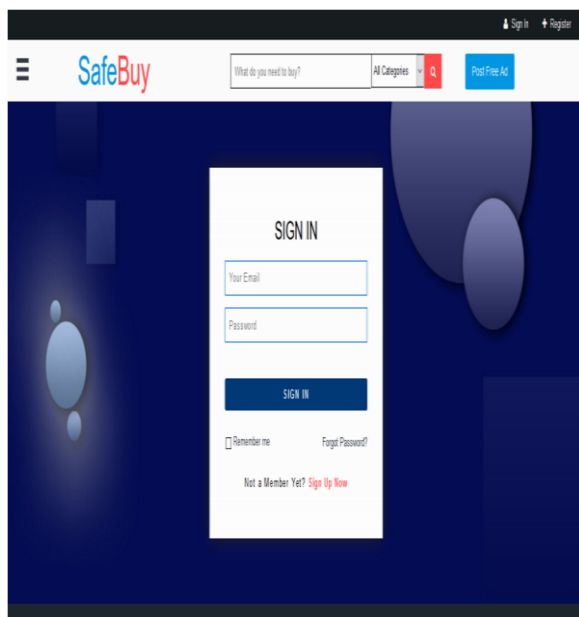 Sign In Register
SafeBuy What do you need to buy? All Categories Post Free Ad
SIGN IN
Your Email
Password
SIGN IN
Remember me Forgot Password?
Not a Member Yet? Sign Up Now